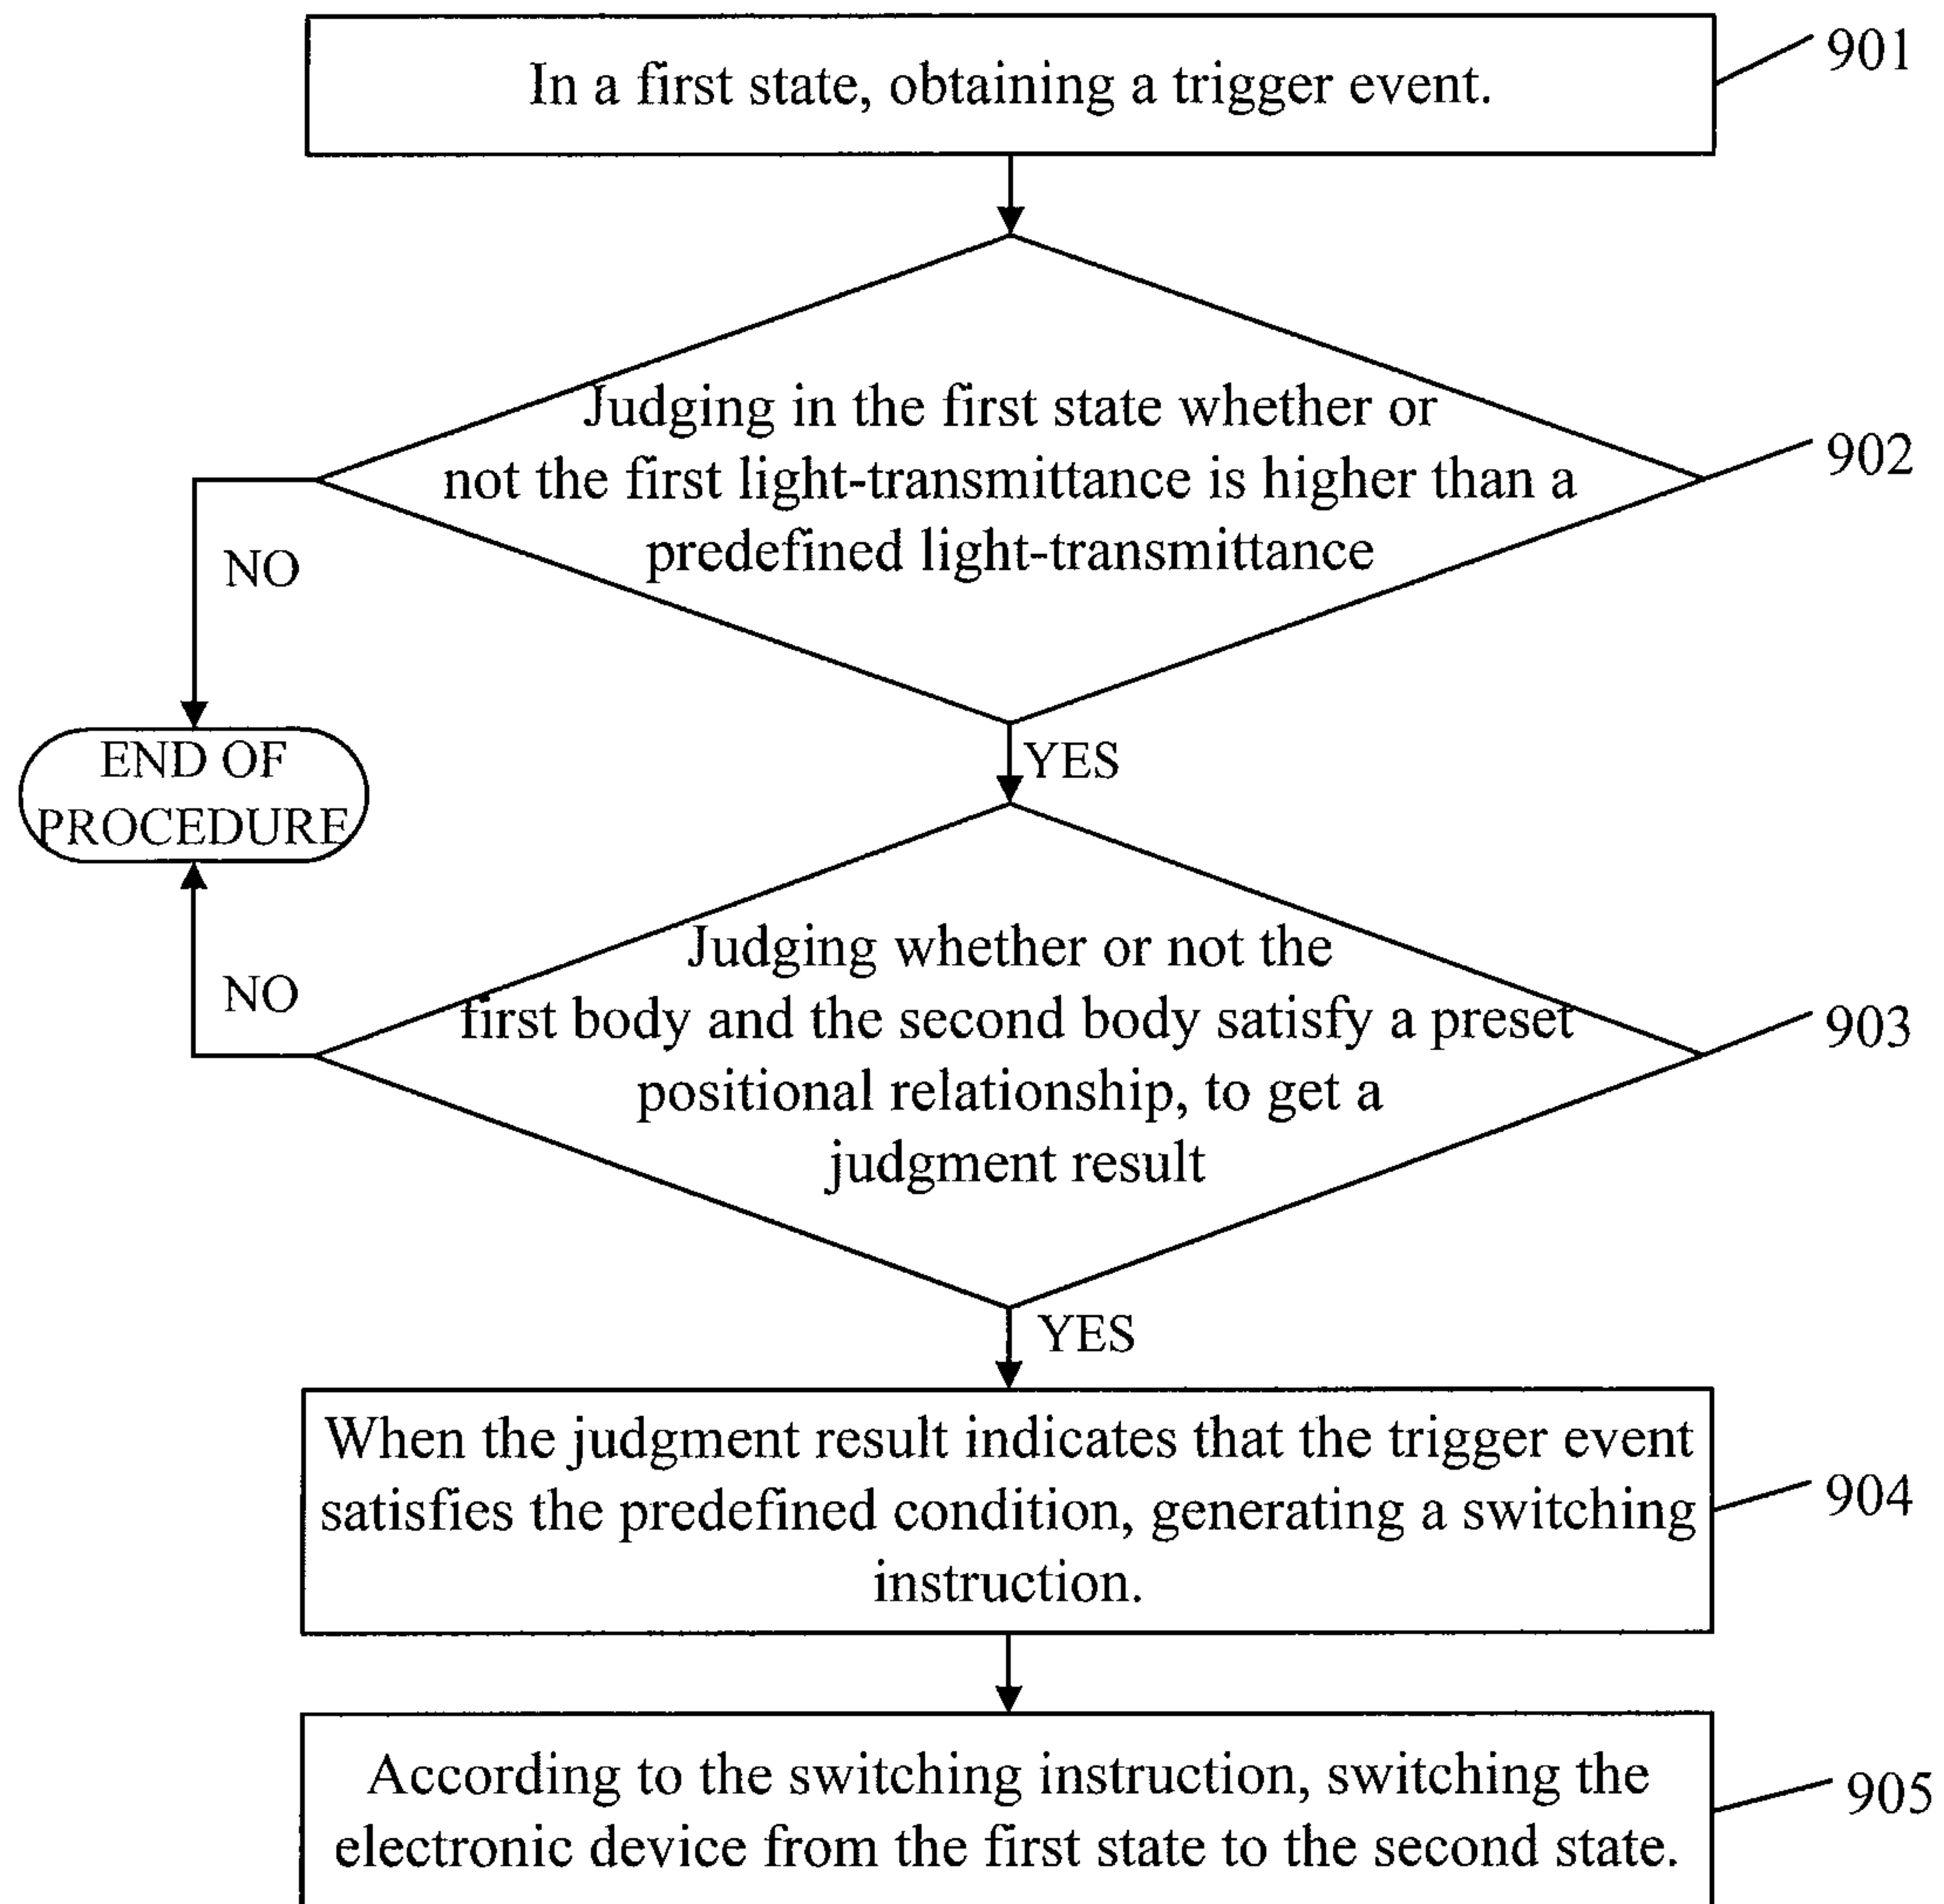 In a first state, obtaining a trigger event.
901
Judging in the first state whether or
not the first light-transmittance is higher than a
predefined light-transmittance
902
NO
YES
END OF
PROCEDURE
Judging whether or not the
first body and the second body satisfy a preset
positional relationship, to get a
judgment result
903
NO
YES
When the judgment result indicates that the trigger event
satisfies the predefined condition, generating a switching
instruction.
904
According to the switching instruction, switching the
electronic device from the first state to the second state.
905